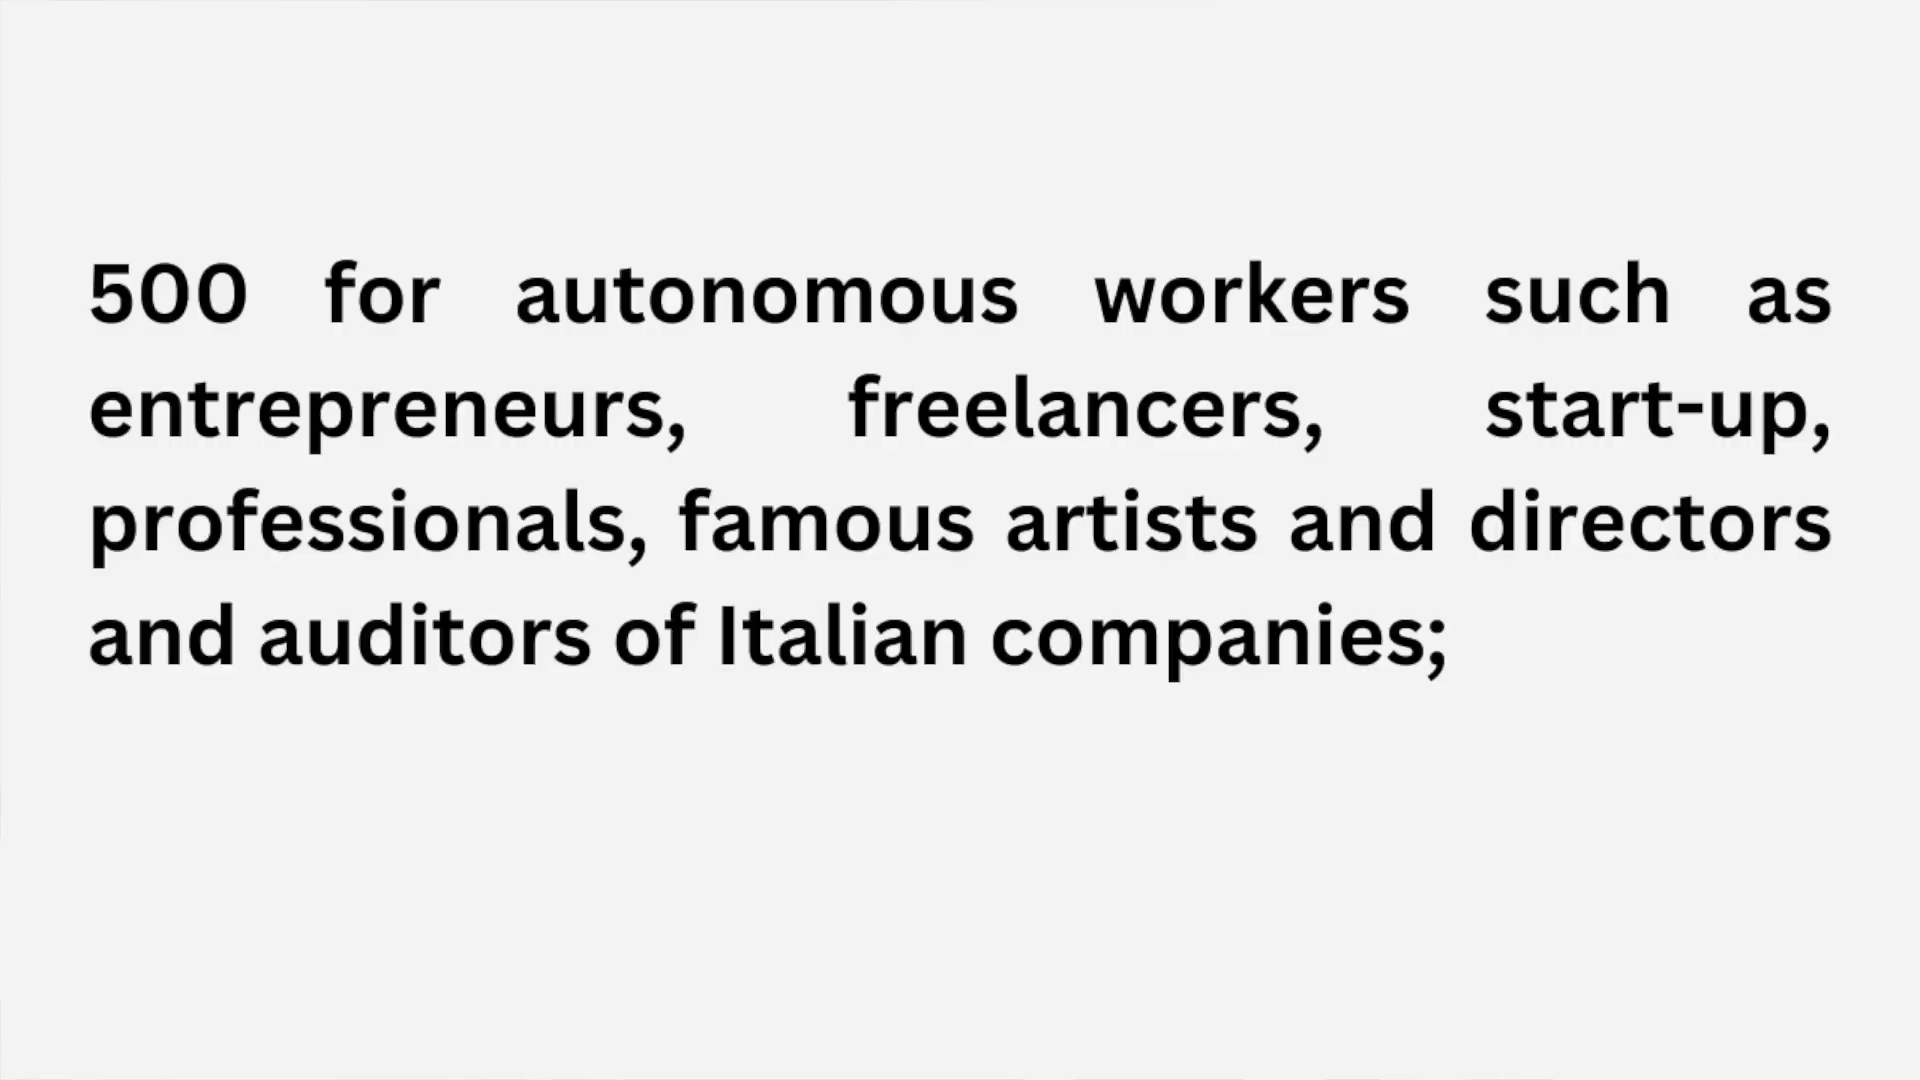 500 for autonomous workers such as
entrepreneurs, freelancers, start-up,
professionals, famous artists and directors
and auditors of Italian companies;